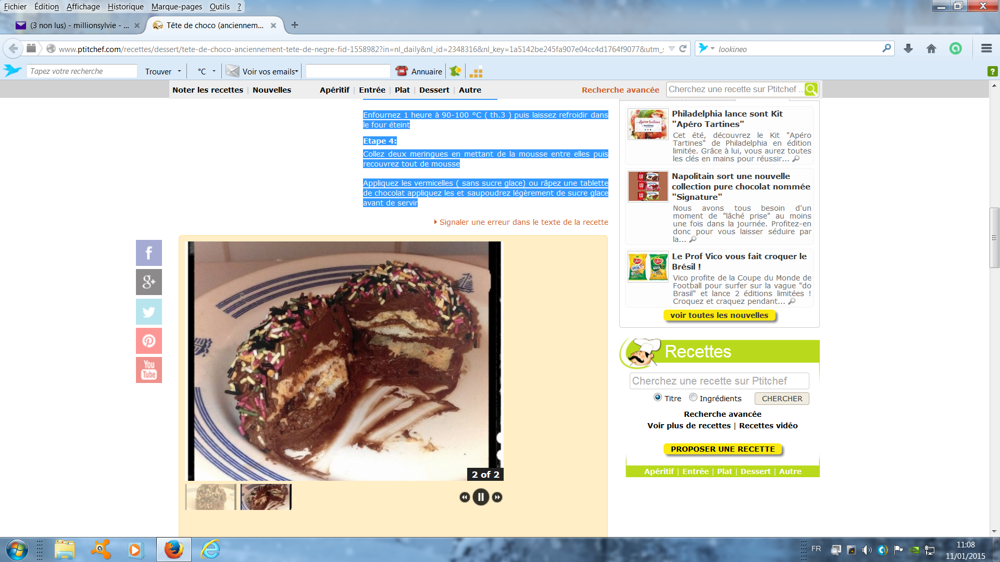 Fichier Édition Affichage Historique Marque-pages Outils ?
(3 non lus) - millionsylvie - ...
Tête de choco (anciennem...
www.ptitchef.com/recettes/dessert/tete-de-choco-anciennement-tete-de-negre-fid-1558982?in=nl_daily&nl_id=2348316&nl_key=1a5142be245fa907e04cc4d1764f9077&utm_s
lookineo
Tapez votre recherche
Trouver
°C
Voir vos emails
Annuaire
Noter les recettes | Nouvelles
Apéritif | Entrée | Plat | Dessert | Autre
Recherche avancée
Cherchez une recette sur Ptitchef ...
Enfournez 1 heure à 90-100 °C ( th.3 ) puis laissez refroidir dans
le four éteint
Etape 4:
Collez deux meringues en mettant de la mousse entre elles puis
recouvrez tout de mousse
Appliquez les vermicelles ( sans sucre glace) ou râpez une tablette
de chocolat appliquez les et saupoudrez légèrement de sucre glace
avant de servir
Signaler une erreur dans le texte de la recette
f
g+
You
Tube
2 of 2
Philadelphia lance sont Kit
"Apéro Tartines"
Cet été, découvrez le Kit "Apéro
Tartines" de Philadelphia en édition
limitée. Grâce à lui, vous aurez toutes
les clés en mains pour réussir...
Napolitain sort une nouvelle
collection pure chocolat nommée
"Signature"
Nous avons tous besoin d'un
moment de "lâché prise" au moins
une fois dans la journée. Profitez-en
donc pour vous laisser séduire par
la...
Le Prof Vico vous fait croquer le
Brésil !
Vico profite de la Coupe du Monde de
Football pour surfer sur la vague "do
Brasil" et lance 2 éditions limitées !
Croquez et craquez pendant...
voir toutes les nouvelles
Recettes
Cherchez une recette sur Ptitchef
Titre Ingrédients CHERCHER
Recherche avancée
Voir plus de recettes | Recettes vidéo
PROPOSER UNE RECETTE
Apéritif | Entrée | Plat | Dessert | Autre
FR
11:08
11/01/2015